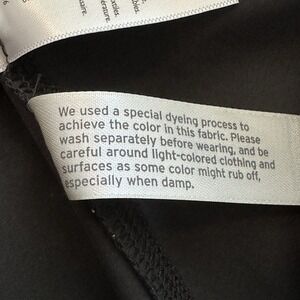 We used a special dyeing process to
achieve the color in this fabric. Please
wash separately before wearing, and be
careful around light-colored clothing and
surfaces as some color might rub off,
especially when damp.